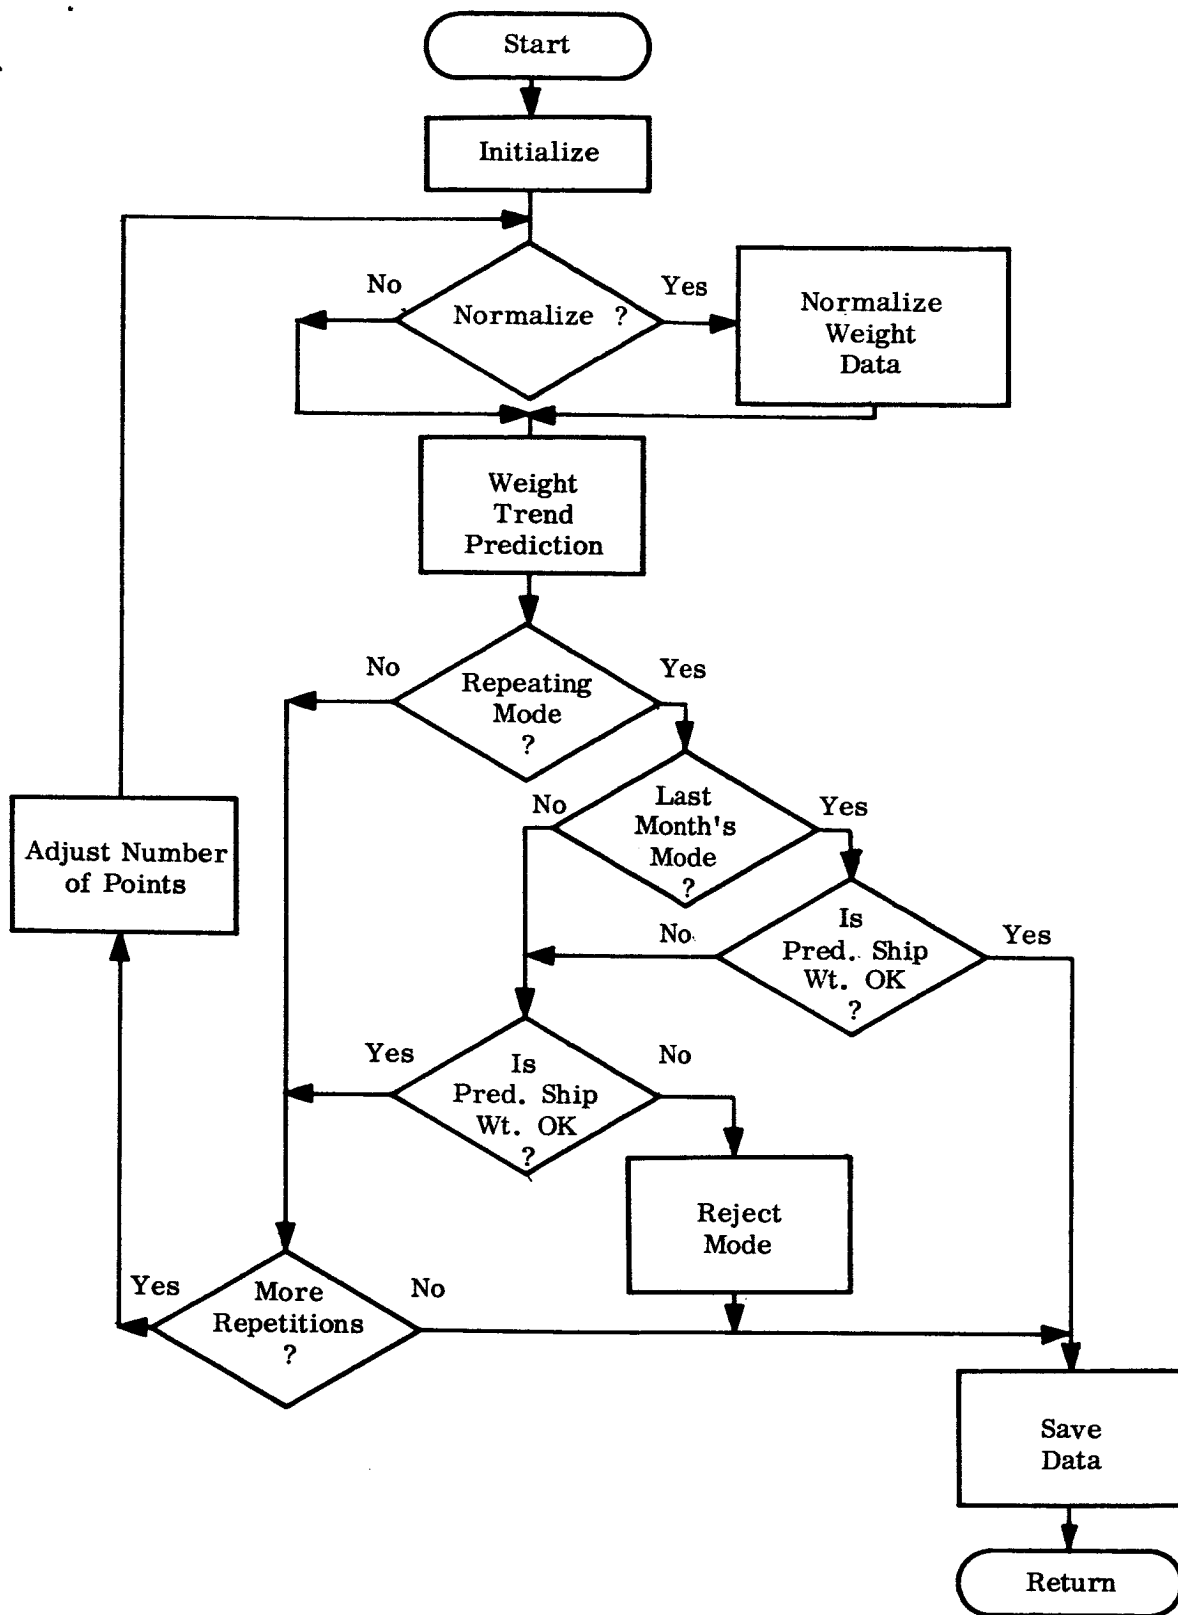 Start
Initialize
No
Yes
Normalize ?
Normalize
Weight
Data
Weight
Trend
Prediction
No
Yes
Repeating
Mode
?
No
Yes
Last
Month's
Mode
?
Adjust Number
of Points
No
Yes
Is
Pred. Ship
Wt. OK
?
Yes
No
Is
Pred. Ship
Wt. OK
?
Reject
Mode
Yes
No
More
Repetitions
?
Save
Data
Return